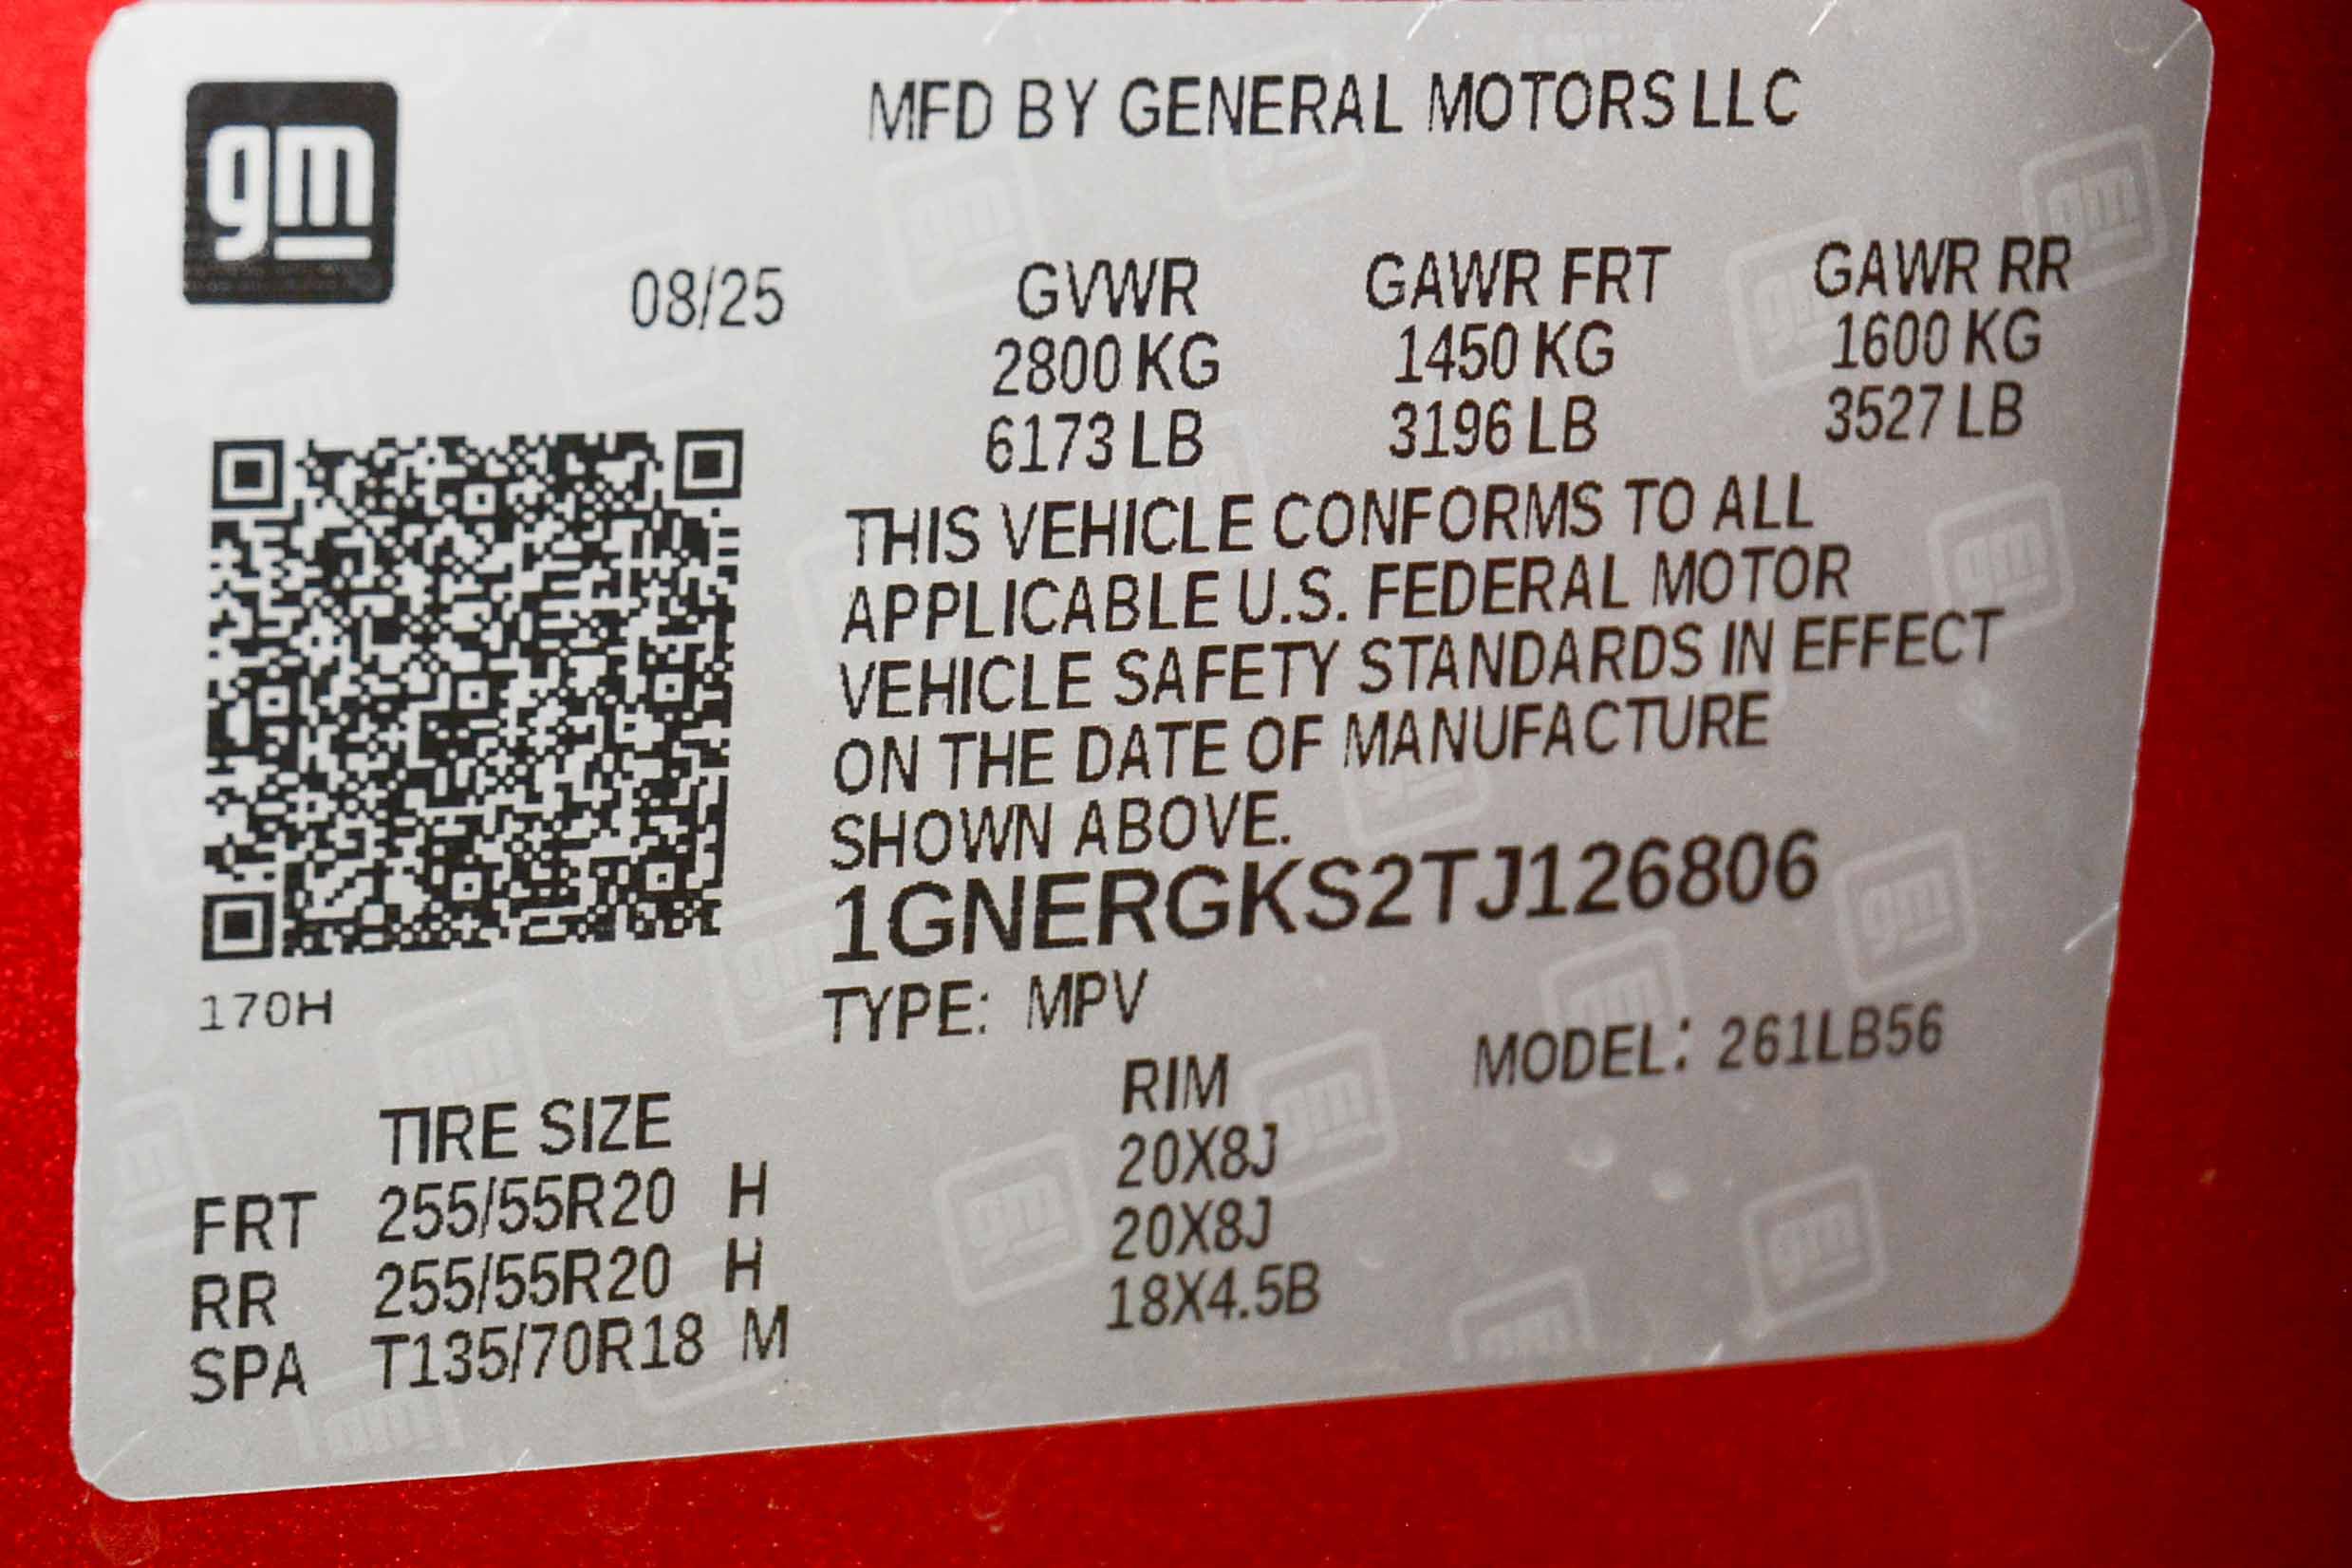 gm
MFD BY GENERAL MOTORS LLC
08/25 GVWR GAWR FRT GAWR RR
2800 KG 1450 KG 1600 KG
6173 LB 3196 LB 3527 LB
THIS VEHICLE CONFORMS TO ALL
APPLICABLE U.S. FEDERAL MOTOR
VEHICLE SAFETY STANDARDS IN EFFECT
ON THE DATE OF MANUFACTURE
SHOWN ABOVE.
1GNERGKS2TJ126806
170H
TYPE: MPV MODEL: 261LB56
TIRE SIZE RIM
FRT 255/55R20 H 20X8J
RR 255/55R20 H 20X8J
SPA T135/70R18 M 18X4.5B